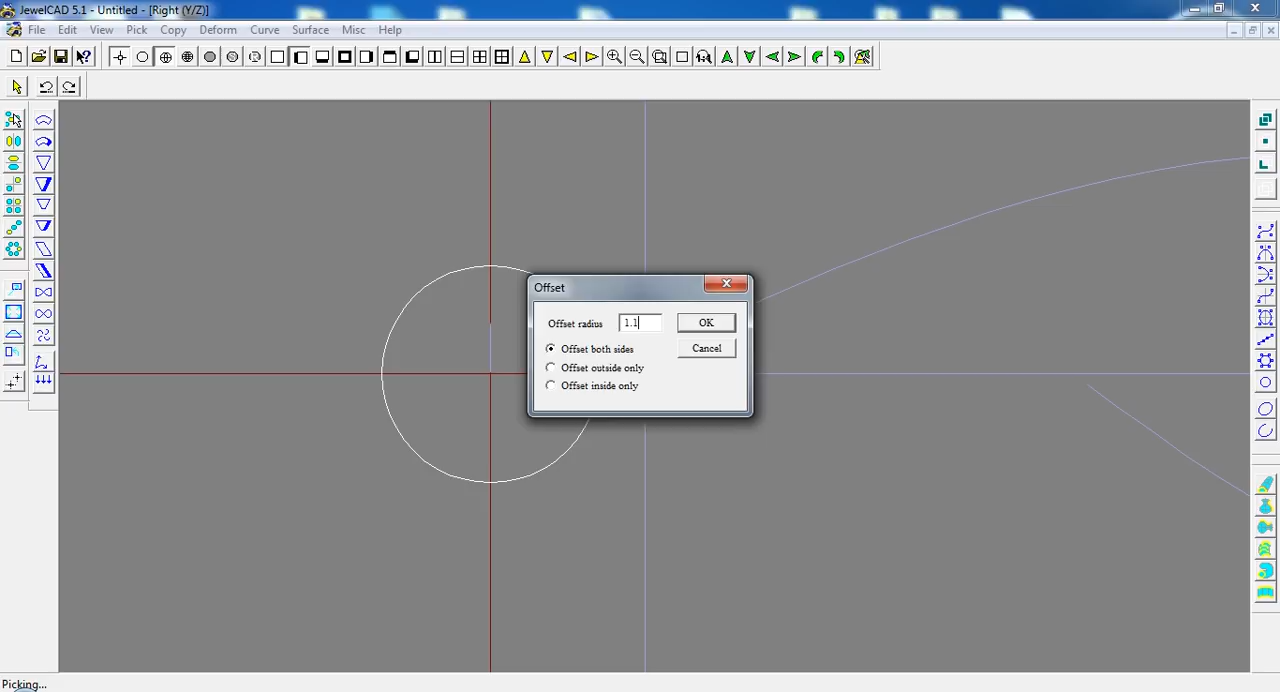 JewelCAD 5.1 - Untitled - [Right (Y/Z)]
File Edit View Pick Copy Deform Curve Surface Misc Help
Offset
Offset radius 1.1 OK
Offset both sides Cancel
Offset outside only
Offset inside only
Picking...